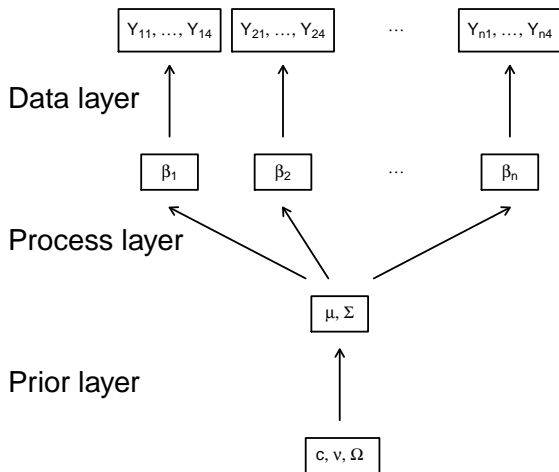 Y₁₁, ..., Y₁₄ Y₂₁, ..., Y₂₄ ... Yₙ₁, ..., Yₙ₄
Data layer
β₁ β₂ ... βₙ
Process layer
μ, Σ
Prior layer
c, ν, Ω